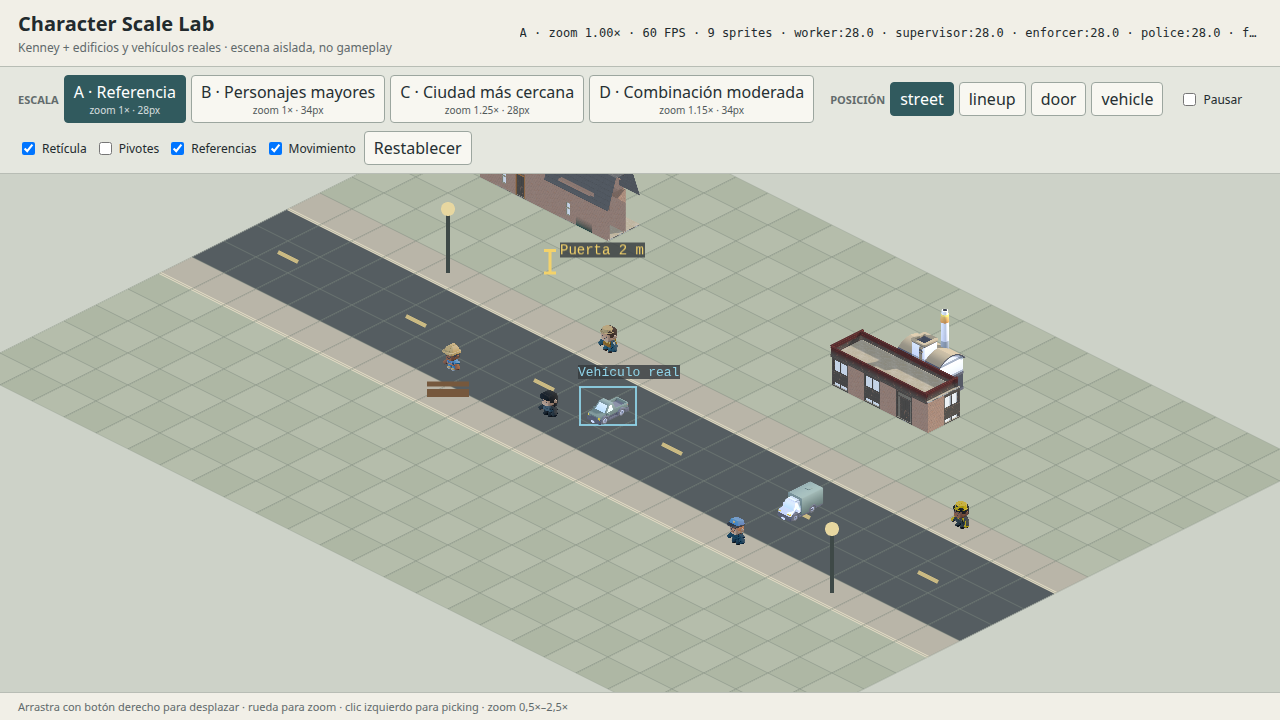 Character Scale Lab
Kenney + edificios y vehículos reales · escena aislada, no gameplay
A · zoom 1.00× · 60 FPS · 9 sprites · worker:28.0 · supervisor:28.0 · enforcer:28.0 · police:28.0 · f…
ESCALA
A · Referencia
zoom 1× · 28px
B · Personajes mayores
zoom 1× · 34px
C · Ciudad más cercana
zoom 1.25× · 28px
D · Combinación moderada
zoom 1.15× · 34px
POSICIÓN
street
lineup
door
vehicle
Pausar
Retícula
Pivotes
Referencias
Movimiento
Restablecer
Puerta 2 m
Vehículo real
Arrastra con botón derecho para desplazar · rueda para zoom · clic izquierdo para picking · zoom 0,5×–2,5×